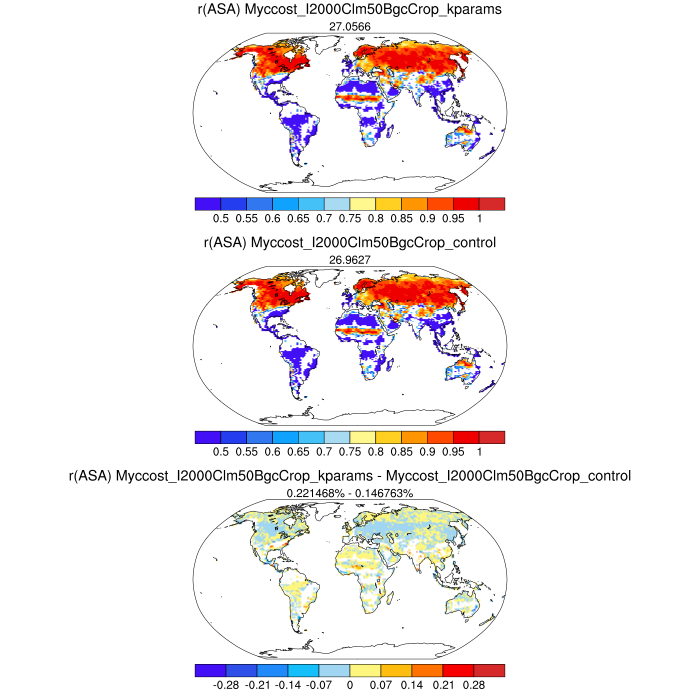 r(ASA) Myccost_I2000Clm50BgcCrop_kparams
27.0566
0.5 0.55 0.6 0.65 0.7 0.75 0.8 0.85 0.9 0.95 1
r(ASA) Myccost_I2000Clm50BgcCrop_control
26.9627
0.5 0.55 0.6 0.65 0.7 0.75 0.8 0.85 0.9 0.95 1
r(ASA) Myccost_I2000Clm50BgcCrop_kparams - Myccost_I2000Clm50BgcCrop_control
0.221468% - 0.146763%
-0.28 -0.21 -0.14 -0.07 0 0.07 0.14 0.21 0.28